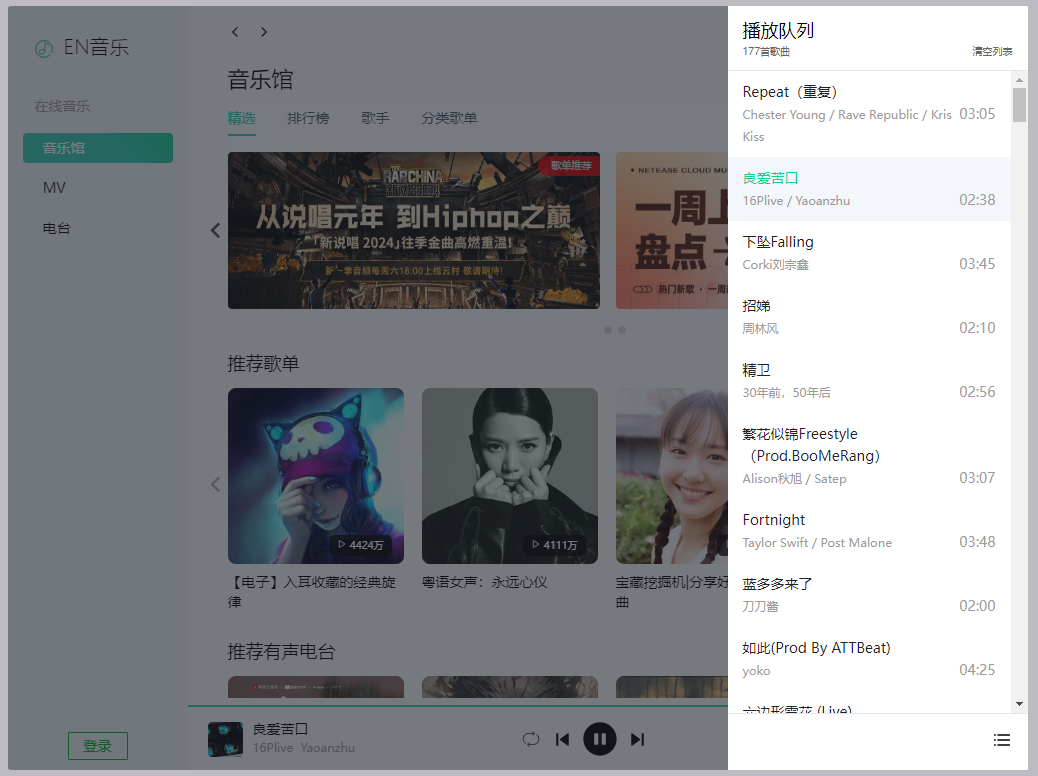 EN音乐
在线音乐
音乐馆
MV
电台
登录
音乐馆
精选
排行榜
歌手
分类歌单
歌单推荐
RAP CHINA
从说唱元年 到Hiphop之巅
「新说唱 2024」往季金曲高燃重温!
新一季音频每周六18:00上线云村 敬请期待!
NETEASE CLOUD MU
一周上
盘点
热门新歌·一周
推荐歌单
4424万
【电子】入耳收藏的经典旋
律
4111万
粤语女声：永远心仪
宝藏挖掘机|分享好
曲
推荐有声电台
良爱苦口
16Plive Yaoanzhu
播放队列
177首歌曲
清空列表
Repeat（重复）
Chester Young / Rave Republic / Kris
Kiss
03:05
良爱苦口
16Plive / Yaoanzhu
02:38
下坠Falling
Corki刘宗鑫
03:45
招娣
周林风
02:10
精卫
30年前，50年后
02:56
繁花似锦Freestyle
（Prod.BooMeRang）
Alison秋旭 / Satep
03:07
Fortnight
Taylor Swift / Post Malone
03:48
蓝多多来了
刀刀酱
02:00
如此(Prod By ATTBeat)
yoko
04:25
六边形雪花 (Live)